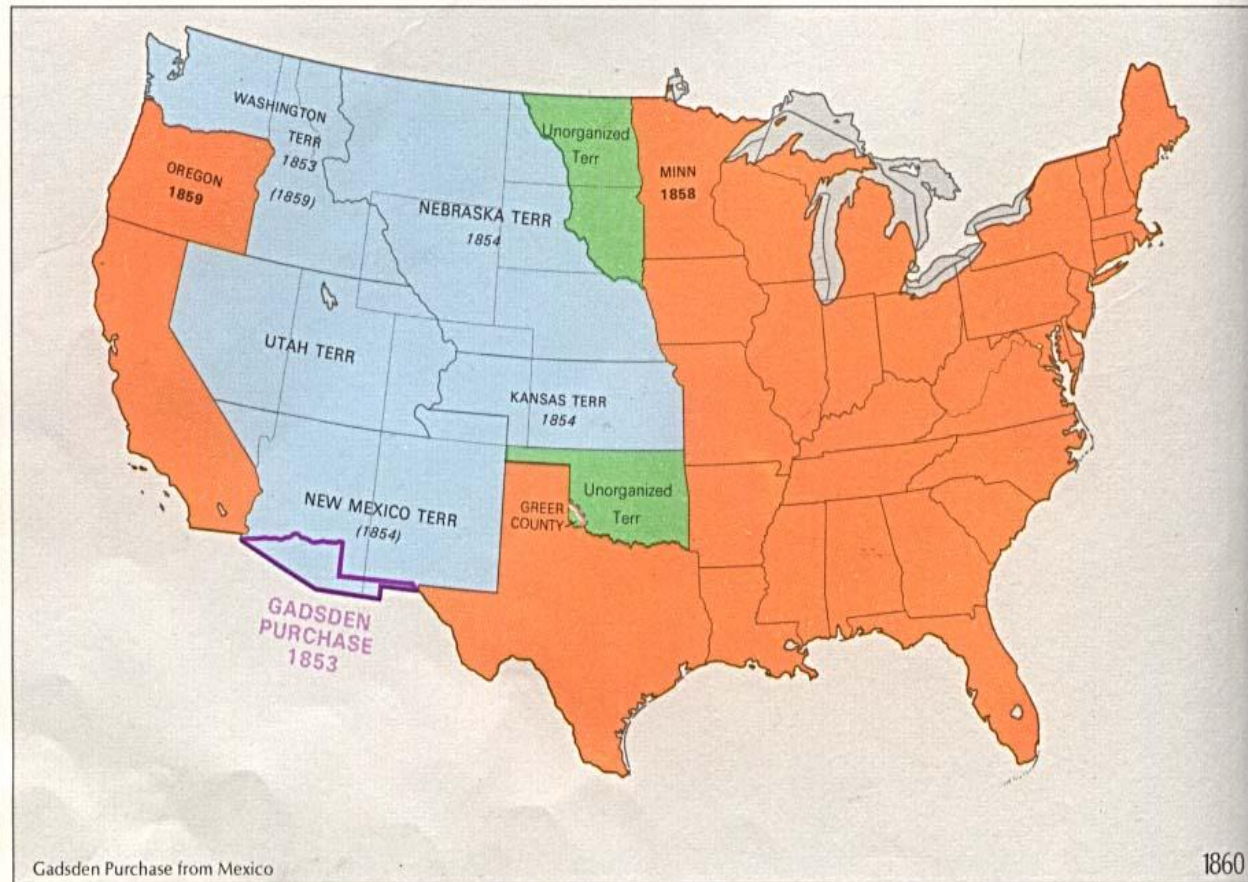 WASHINGTON
TERR
1853
(1859)
OREGON
1859
NEBRASKA TERR
1854
Unorganized
Terr
MINN
1858
UTAH TERR
KANSAS TERR
1854
NEW MEXICO TERR
(1854)
GREER
COUNTY
Unorganized
Terr
GADSDEN
PURCHASE
1853
Gadsden Purchase from Mexico
1860